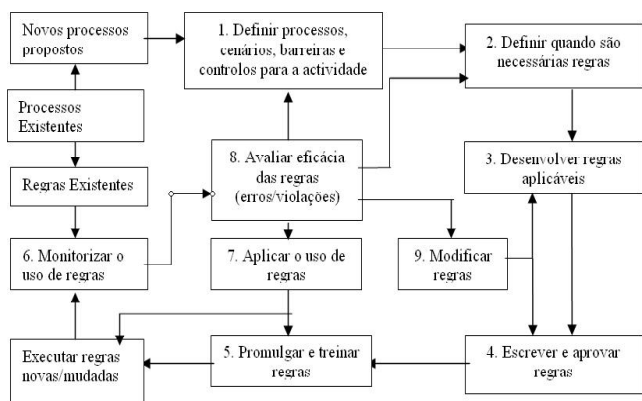 Novos processos
propostos
1. Definir processos,
cenários, barreiras e
controlos para a actividade
2. Definir quando são
necessárias regras
Processos
Existentes
Regras Existentes
8. Avaliar eficácia
das regras
(erros/violações)
3. Desenvolver regras
aplicáveis
6. Monitorizar o
uso de regras
7. Aplicar o uso de
regras
9. Modificar
regras
Executar regras
novas/mudadas
5. Promulgar e treinar
regras
4. Escrever e aprovar
regras